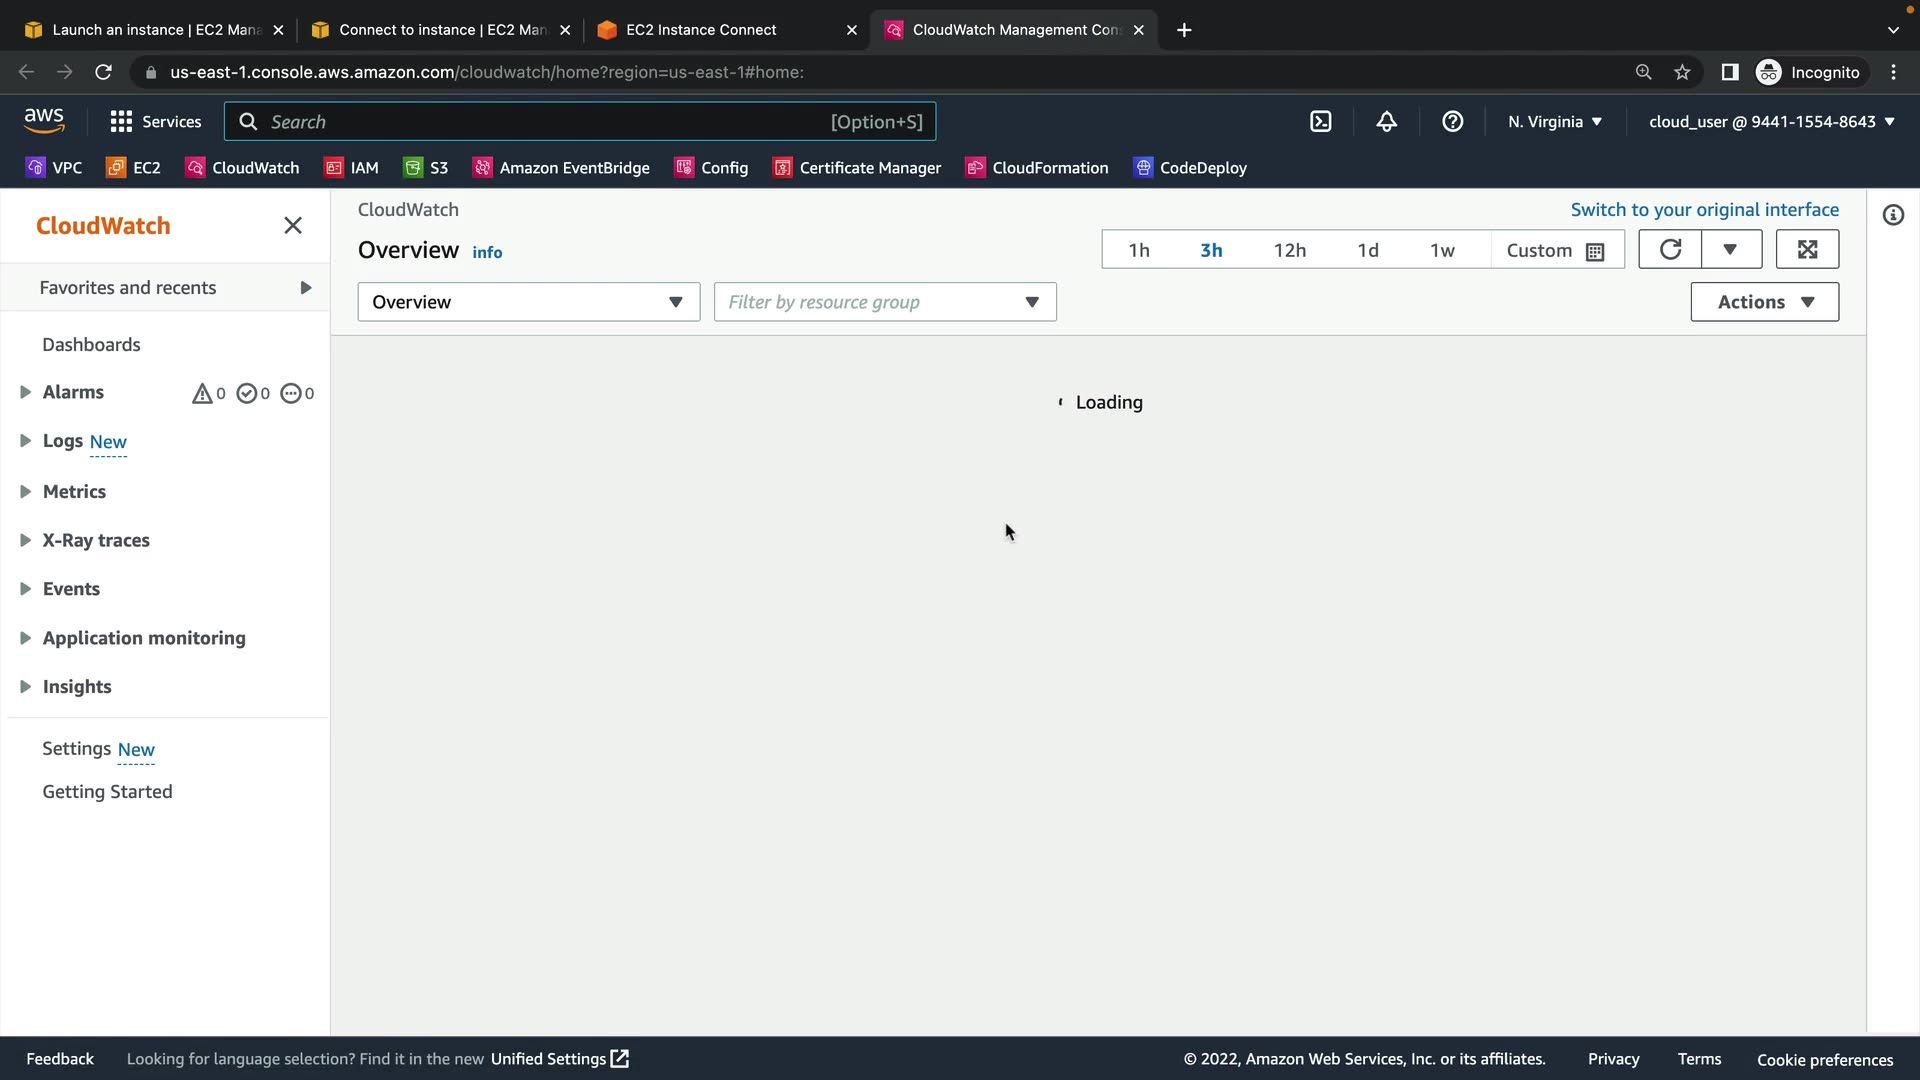 Launch an instance | EC2 Mana
Connect to instance | EC2 Man
EC2 Instance Connect
CloudWatch Management Con
us-east-1.console.aws.amazon.com/cloudwatch/home?region=us-east-1#home:
Incognito
aws
Services
Search
[Option+S]
N. Virginia
cloud_user @ 9441-1554-8643
VPC
EC2
CloudWatch
IAM
S3
Amazon EventBridge
Config
Certificate Manager
CloudFormation
CodeDeploy
CloudWatch
Favorites and recents
Dashboards
Alarms
0
0
0
Logs New
Metrics
X-Ray traces
Events
Application monitoring
Insights
Settings New
Getting Started
CloudWatch
Switch to your original interface
Overview info
1h
3h
12h
1d
1w
Custom
Overview
Filter by resource group
Actions
Loading
Feedback
Looking for language selection? Find it in the new Unified Settings
© 2022, Amazon Web Services, Inc. or its affiliates.
Privacy
Terms
Cookie preferences